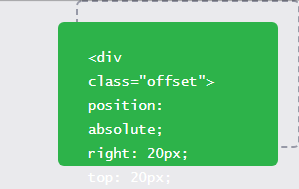 <div
class="offset">
position:
absolute;
right: 20px;
top: 20px;